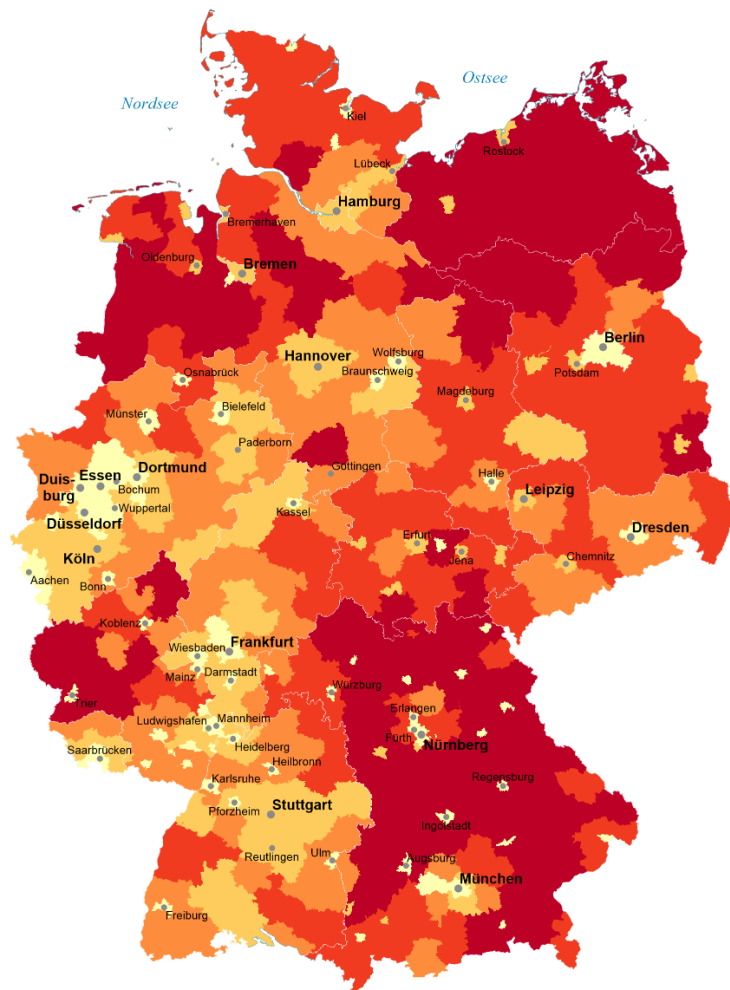 Ostsee
Nordsee
Kiel
Rostock
Lübeck
Hamburg
Bremerhaven
Oldenburg
Bremen
Berlin
Wolfsburg
Hannover
Potsdam
Braunschweig
Osnabrück
Magdeburg
Bielefeld
Münster
Paderborn
Göttingen
Dortmund
Essen
Duis-
burg
Bochum
Halle
Leipzig
Wuppertal
Kassel
Düsseldorf
Dresden
Erfurt
Jena
Köln
Chemnitz
Aachen
Bonn
Koblenz
Frankfurt
Wiesbaden
Mainz
Darmstadt
Würzburg
Trier
Erlangen
Ludwigshafen
Mannheim
Fürth
Nürnberg
Heidelberg
Saarbrücken
Heilbronn
Karlsruhe
Regensburg
Pforzheim
Stuttgart
Ingolstadt
Reutlingen
Ulm
Augsburg
München
Freiburg